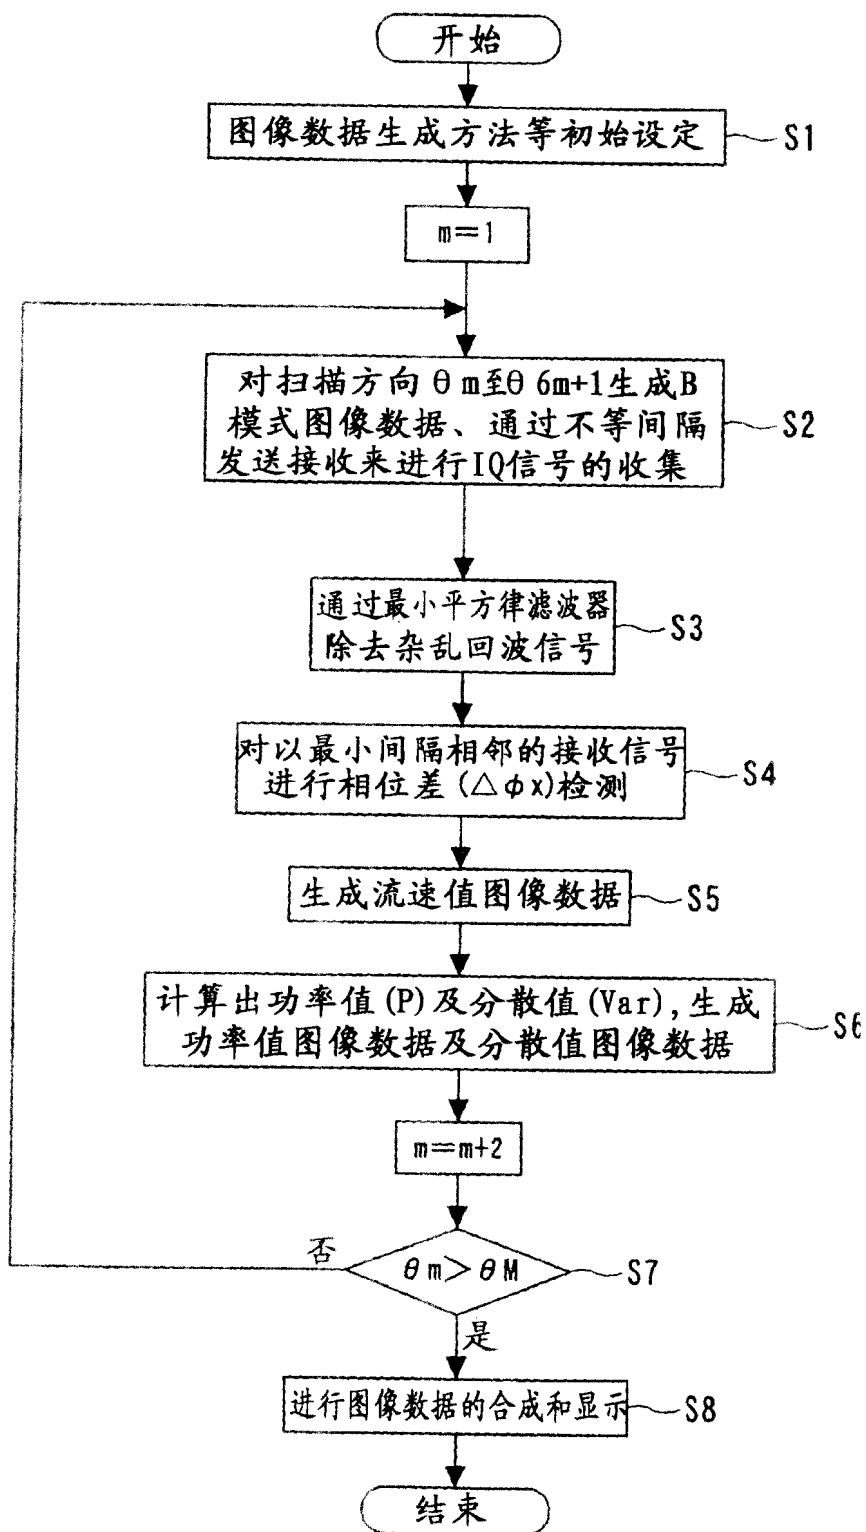 开始
图像数据生成方法等初始设定
S1
m=1
对扫描方向θm至θ6m+1生成B
模式图像数据、通过不等间隔
发送接收来进行IQ信号的收集
S2
通过最小平方律滤波器
除去杂乱回波信号
S3
对以最小间隔相邻的接收信号
进行相位差(△φx)检测
S4
生成流速值图像数据
S5
计算出功率值(P)及分散值(Var),生成
功率值图像数据及分散值图像数据
S6
m=m+2
否
θm>θM
S7
是
进行图像数据的合成和显示
S8
结束